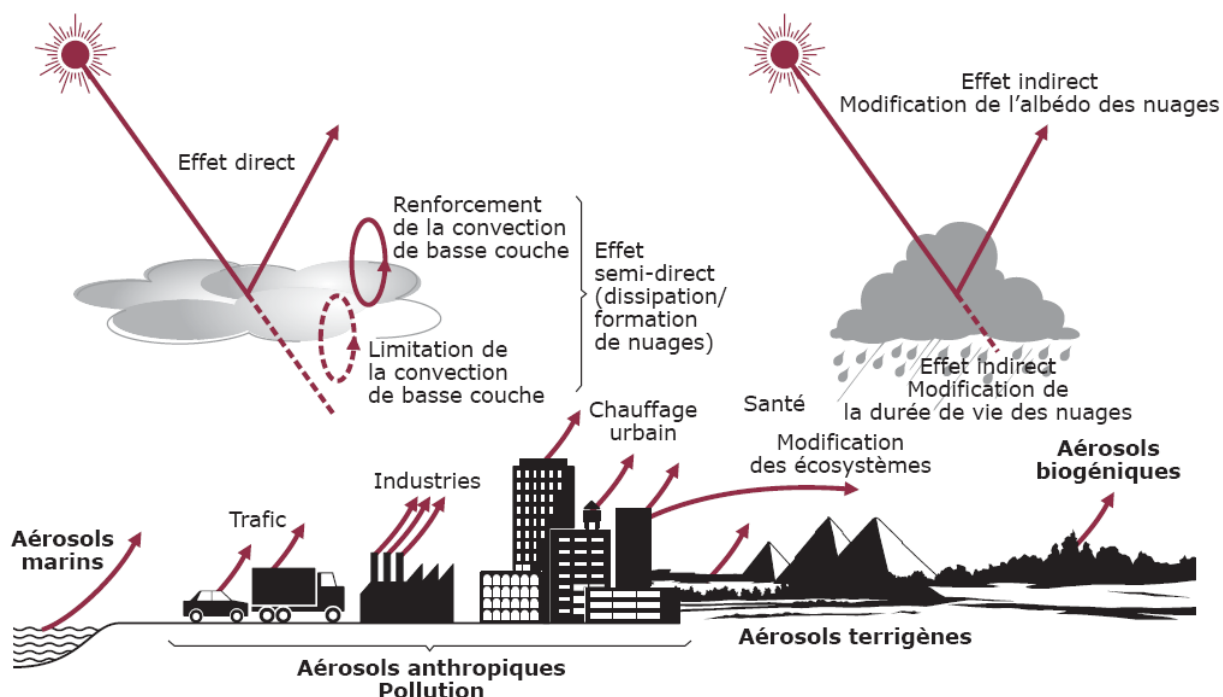 Effet direct
Renforcement
de la convection
de basse couche
Limitation de
la convection
de basse couche
Effet
semi-direct
(dissipation/
formation
de nuages)
Effet indirect
Modification de l’albédo des nuages
Effet indirect
Modification de
la durée de vie des nuages
Aérosols
marins
Trafic
Industries
Chauffage
urbain
Santé
Modification
des écosystèmes
Aérosols
biogéniques
Aérosols terrigènes
Aérosols anthropiques
Pollution